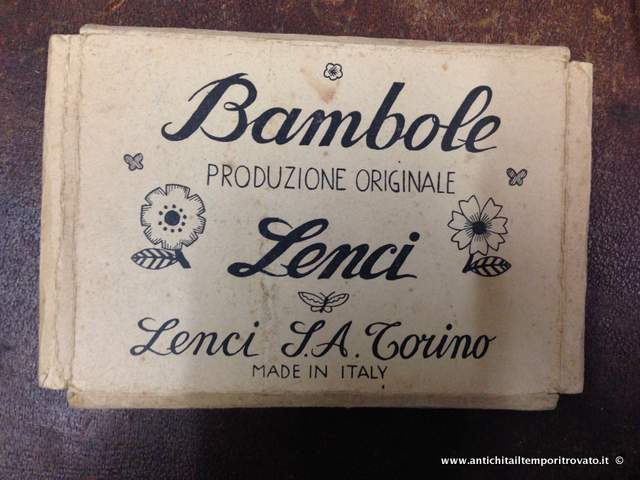 Bambole
PRODUZIONE ORIGINALE
Lenci
Lenci S.A. Torino
MADE IN ITALY
www.antichitailtemporitrovato.it ©